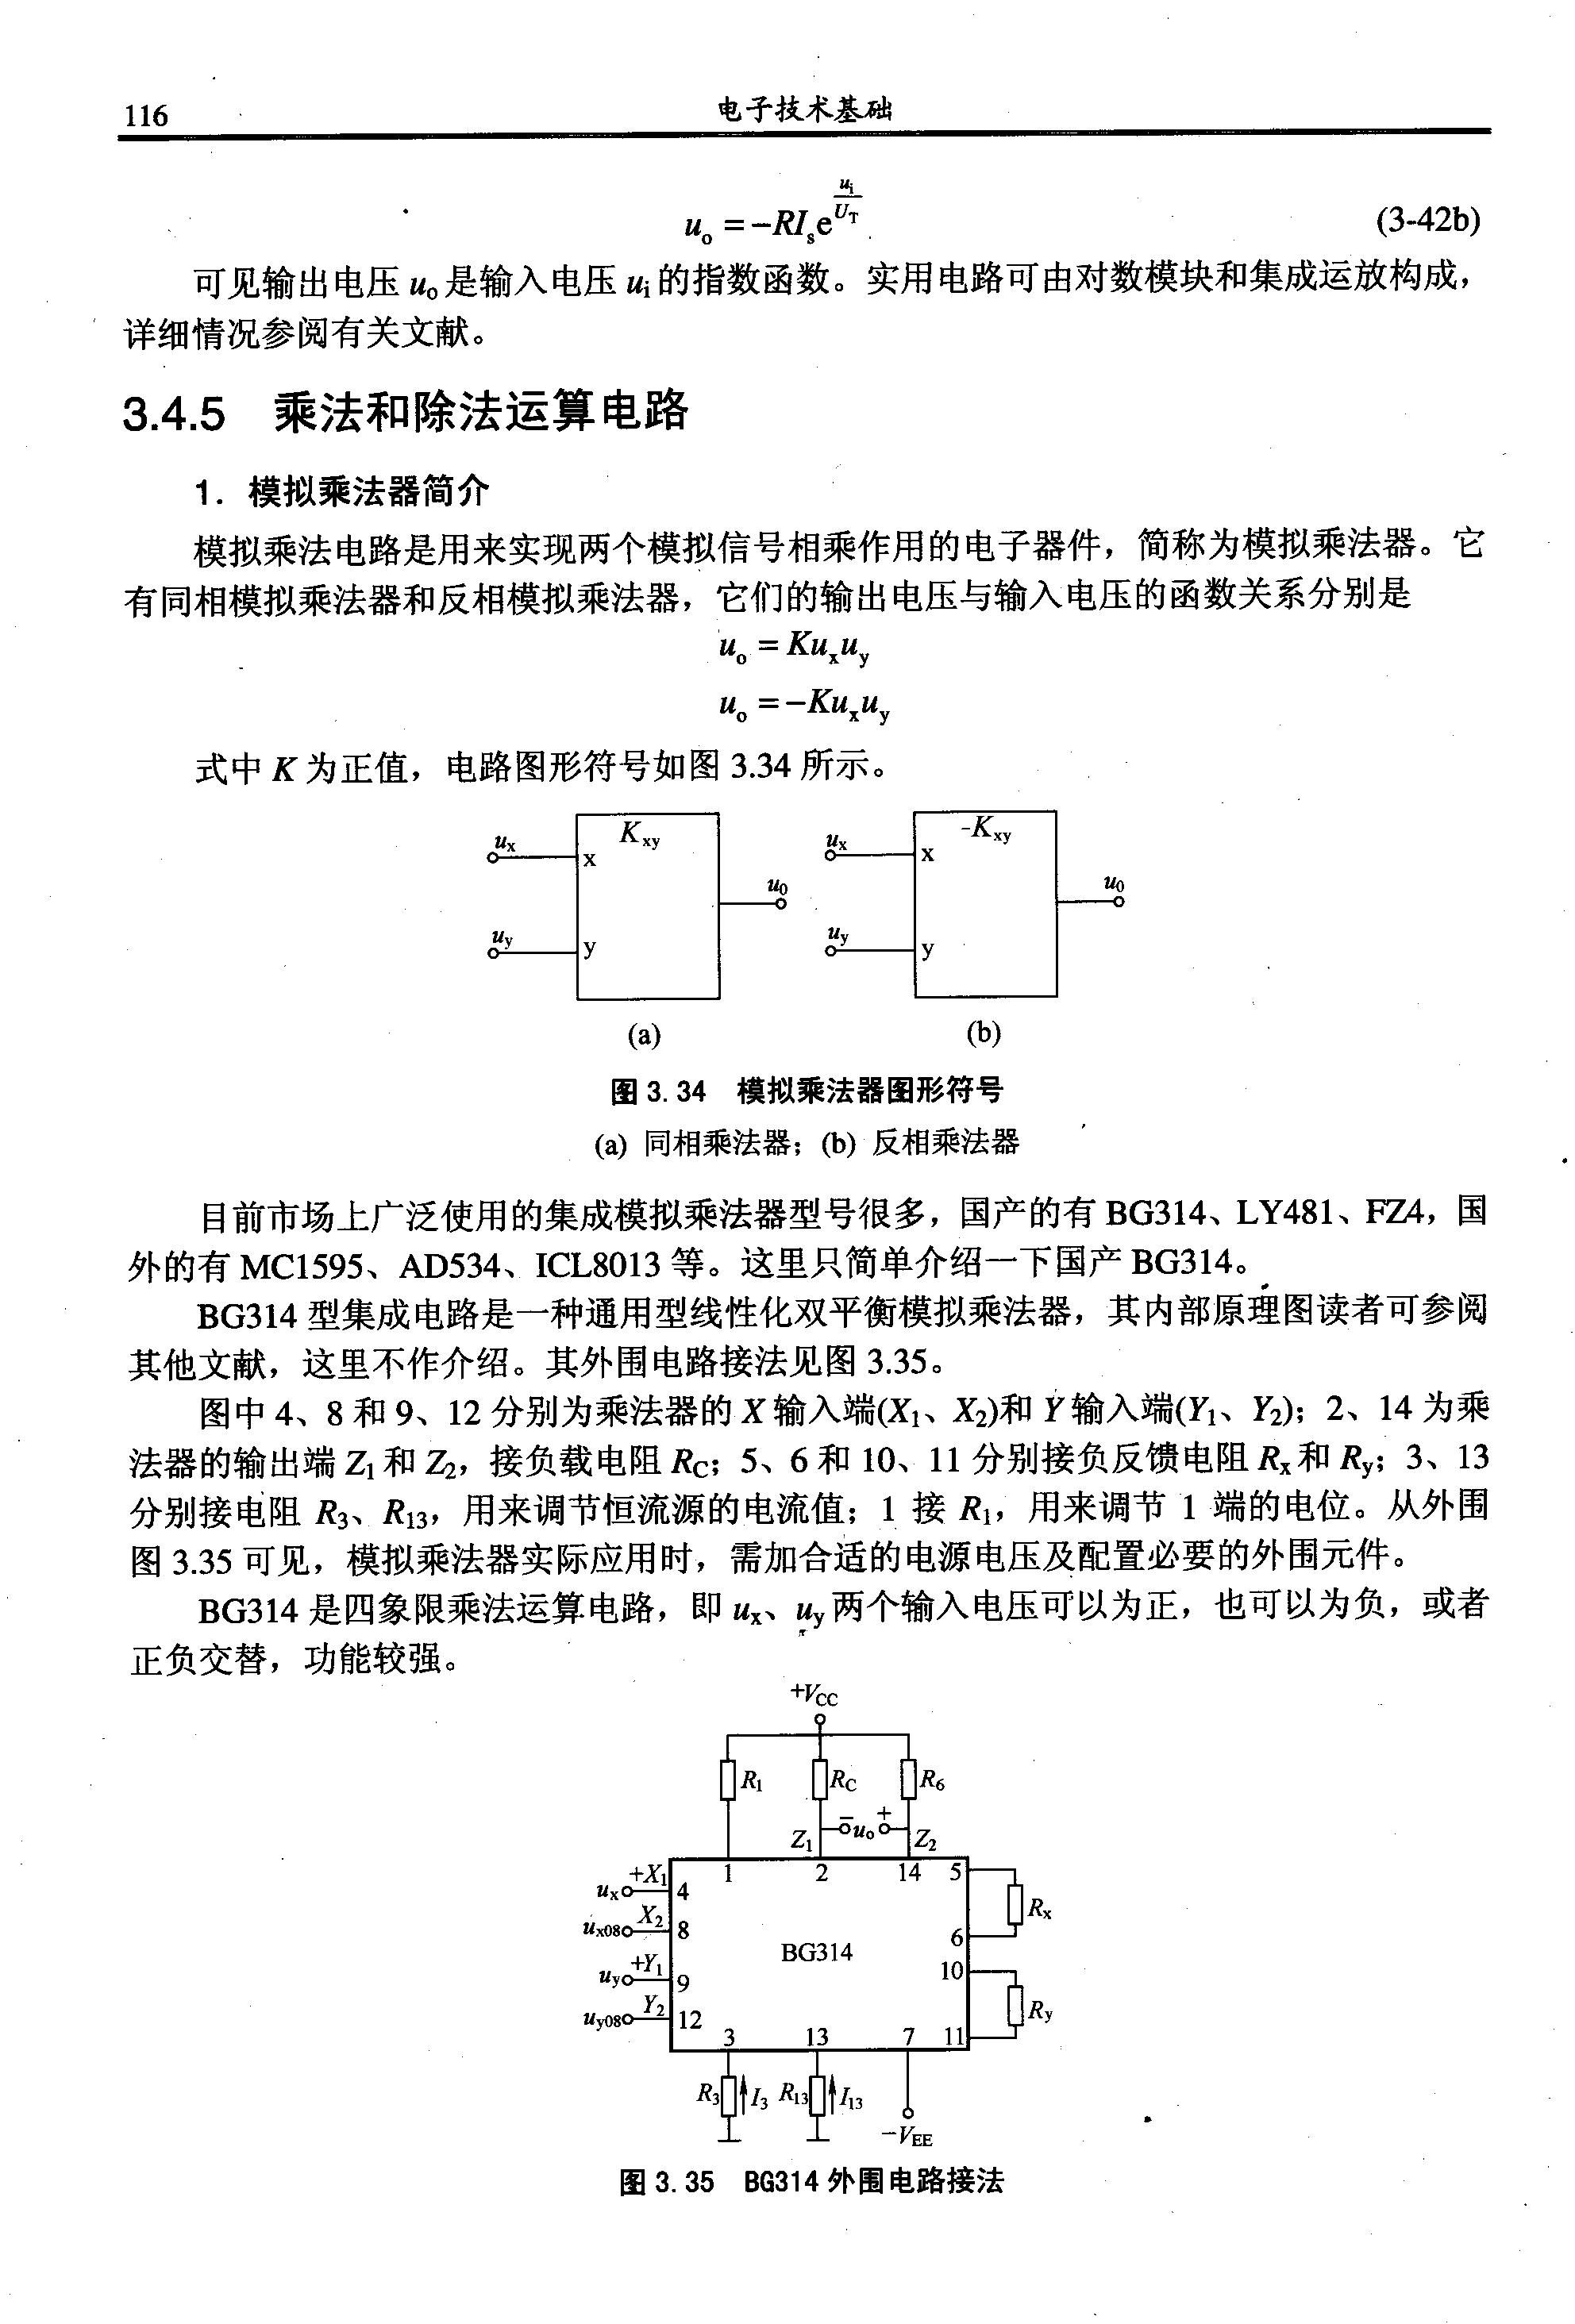 116
电子技术基础
u_o = -RI_s e^{u_i/U_T} (3-42b)
可见输出电压 u_o 是输入电压 u_i 的指数函数。实用电路可由对数模块和集成运放构成，
详细情况参阅有关文献。
3.4.5 乘法和除法运算电路
1. 模拟乘法器简介
模拟乘法电路是用来实现两个模拟信号相乘作用的电子器件，简称为模拟乘法器。它
有同相模拟乘法器和反相模拟乘法器，它们的输出电压与输入电压的函数关系分别是
u_o = Ku_xu_y
u_o = -Ku_xu_y
式中 K 为正值，电路图形符号如图 3.34 所示。
K_xy
u_x
x
u_0
u_y
y
-K_xy
u_x
x
u_0
u_y
y
(a) (b)
图 3.34 模拟乘法器图形符号
(a) 同相乘法器；(b) 反相乘法器
目前市场上广泛使用的集成模拟乘法器型号很多，国产的有 BG314、LY481、FZ4，国
外的有 MC1595、AD534、ICL8013 等。这里只简单介绍一下国产 BG314。
BG314 型集成电路是一种通用型线性化双平衡模拟乘法器，其内部原理图读者可参阅
其他文献，这里不作介绍。其外围电路接法见图 3.35。
图中 4、8 和 9、12 分别为乘法器的 X 输入端(X_1、X_2)和 Y 输入端(Y_1、Y_2)；2、14 为乘
法器的输出端 Z_1 和 Z_2，接负载电阻 R_C；5、6 和 10、11 分别接负反馈电阻 R_x 和 R_y；3、13
分别接电阻 R_3、R_13，用来调节恒流源的电流值；1 接 R_1，用来调节 1 端的电位。从外围
图 3.35 可见，模拟乘法器实际应用时，需加合适的电源电压及配置必要的外围元件。
BG314 是四象限乘法运算电路，即 u_x、u_y 两个输入电压可以为正，也可以为负，或者
正负交替，功能较强。
+V_CC
R_1 R_C R_6
Z_1 − u_o + Z_2
1 2 14 5
u_x +X_1 4
R_x
u_x08 X_2 8
6
BG314
u_y +Y_1 9
10
u_y08 Y_2 12
R_y
3 13 7 11
R_3 I_3 R_13 I_13
−V_EE
图 3.35 BG314 外围电路接法